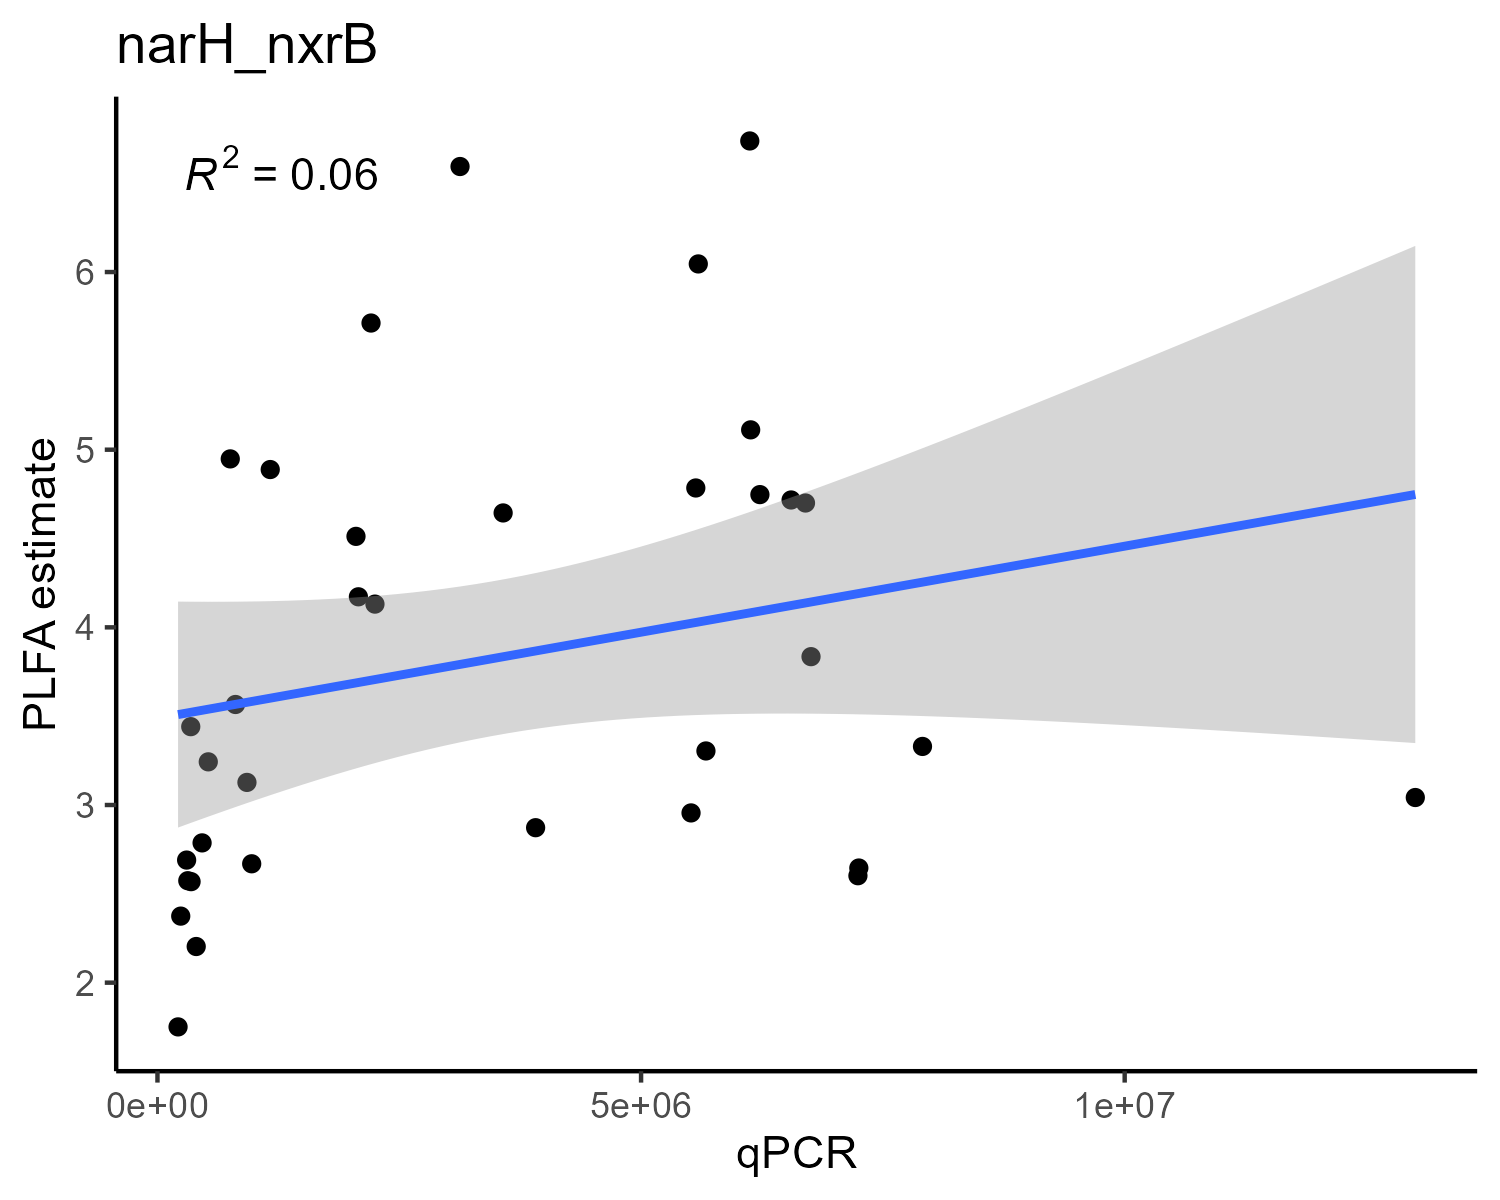 narH_nxrB
R² = 0.06
PLFA estimate
6
5
4
3
2
0e+00 5e+06 1e+07
qPCR